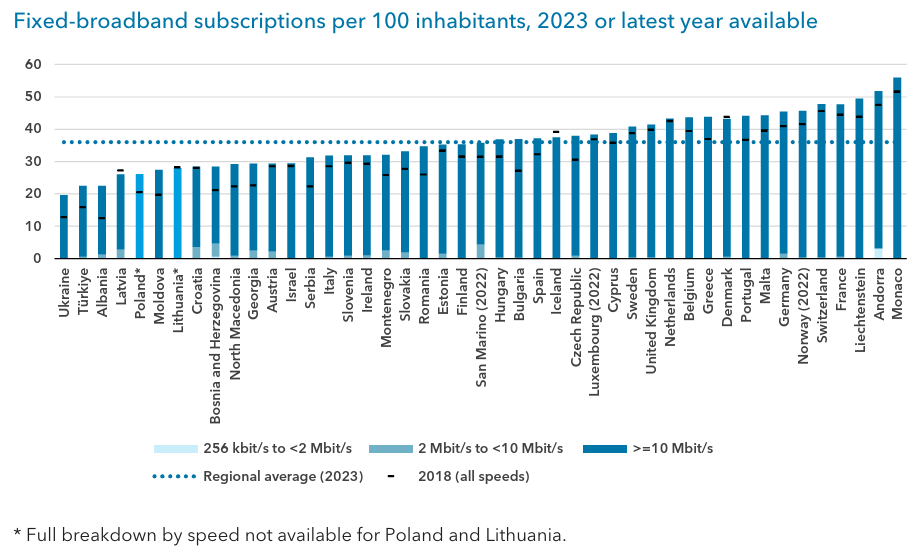 Fixed-broadband subscriptions per 100 inhabitants, 2023 or latest year available
60
50
40
30
20
10
0
Ukraine
Türkiye
Albania
Latvia
Poland*
Moldova
Lithuania*
Croatia
Bosnia and Herzegovina
North Macedonia
Georgia
Austria
Israel
Serbia
Italy
Slovenia
Ireland
Montenegro
Slovakia
Romania
Estonia
Finland
San Marino (2022)
Hungary
Bulgaria
Spain
Iceland
Czech Republic
Luxembourg (2022)
Cyprus
Sweden
United Kingdom
Netherlands
Belgium
Greece
Denmark
Portugal
Malta
Germany
Norway (2022)
Switzerland
France
Liechtenstein
Andorra
Monaco
256 kbit/s to <2 Mbit/s
2 Mbit/s to <10 Mbit/s
>=10 Mbit/s
Regional average (2023)
2018 (all speeds)
* Full breakdown by speed not available for Poland and Lithuania.